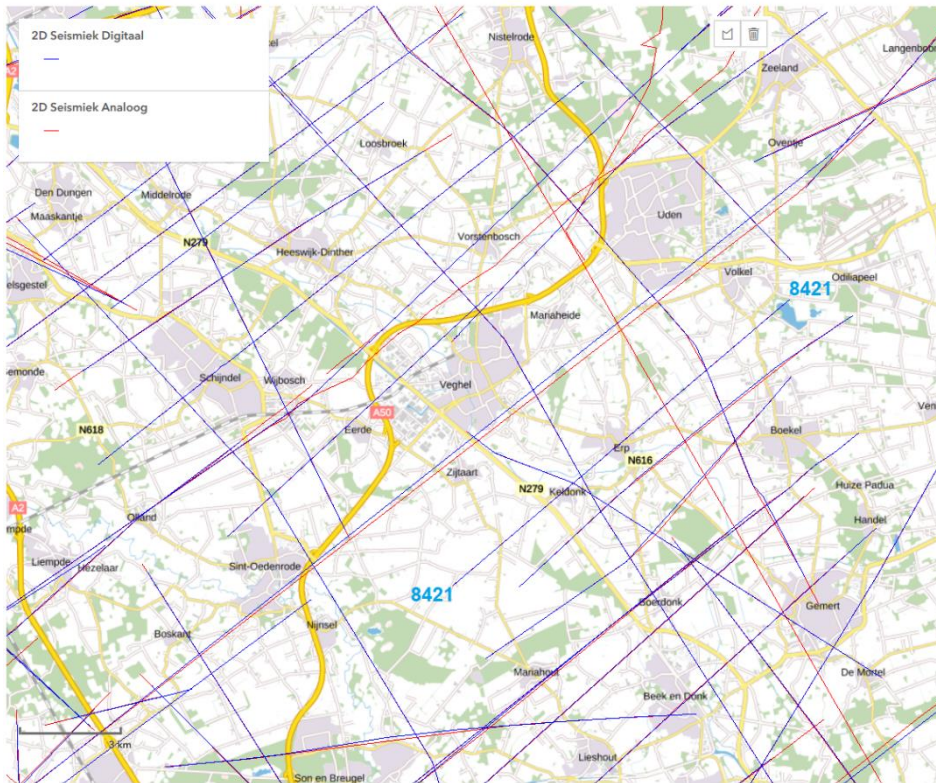 2D Seismiek Digitaal
2D Seismiek Analoog
Nistelrode
Langenboom
Zeeland
A2
Loosbroek
Oventje
Den Dungen
Middelrode
Maaskantje
Uden
Vorstenbosch
N279
Heeswijk-Dinther
Volkel
Odiliapeel
8421
Mariaheide
Schijndel
Wijbosch
Veghel
A50
N618
Eerde
Boekel
Erp
N616
Zijtaart
Huize Padua
N279
Keldonk
A2
Olland
Handel
Liempde
Hezelaar
Sint-Oedenrode
8421
Boerdonk
Gemert
Nijnsel
Boskant
Mariahout
De Mortel
Beek en Donk
3 km
Lieshout
Son en Breugel